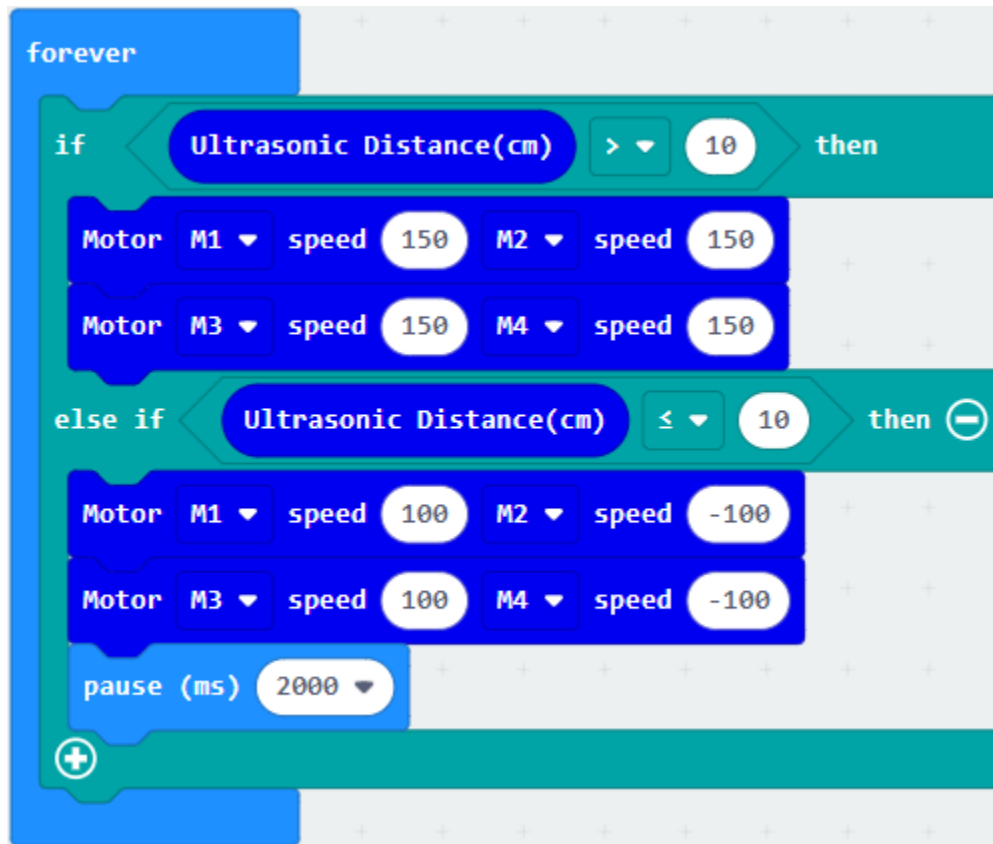 forever
if Ultrasonic Distance(cm) > 10 then
Motor M1 speed 150 M2 speed 150
Motor M3 speed 150 M4 speed 150
else if Ultrasonic Distance(cm) ≤ 10 then
Motor M1 speed 100 M2 speed -100
Motor M3 speed 100 M4 speed -100
pause (ms) 2000